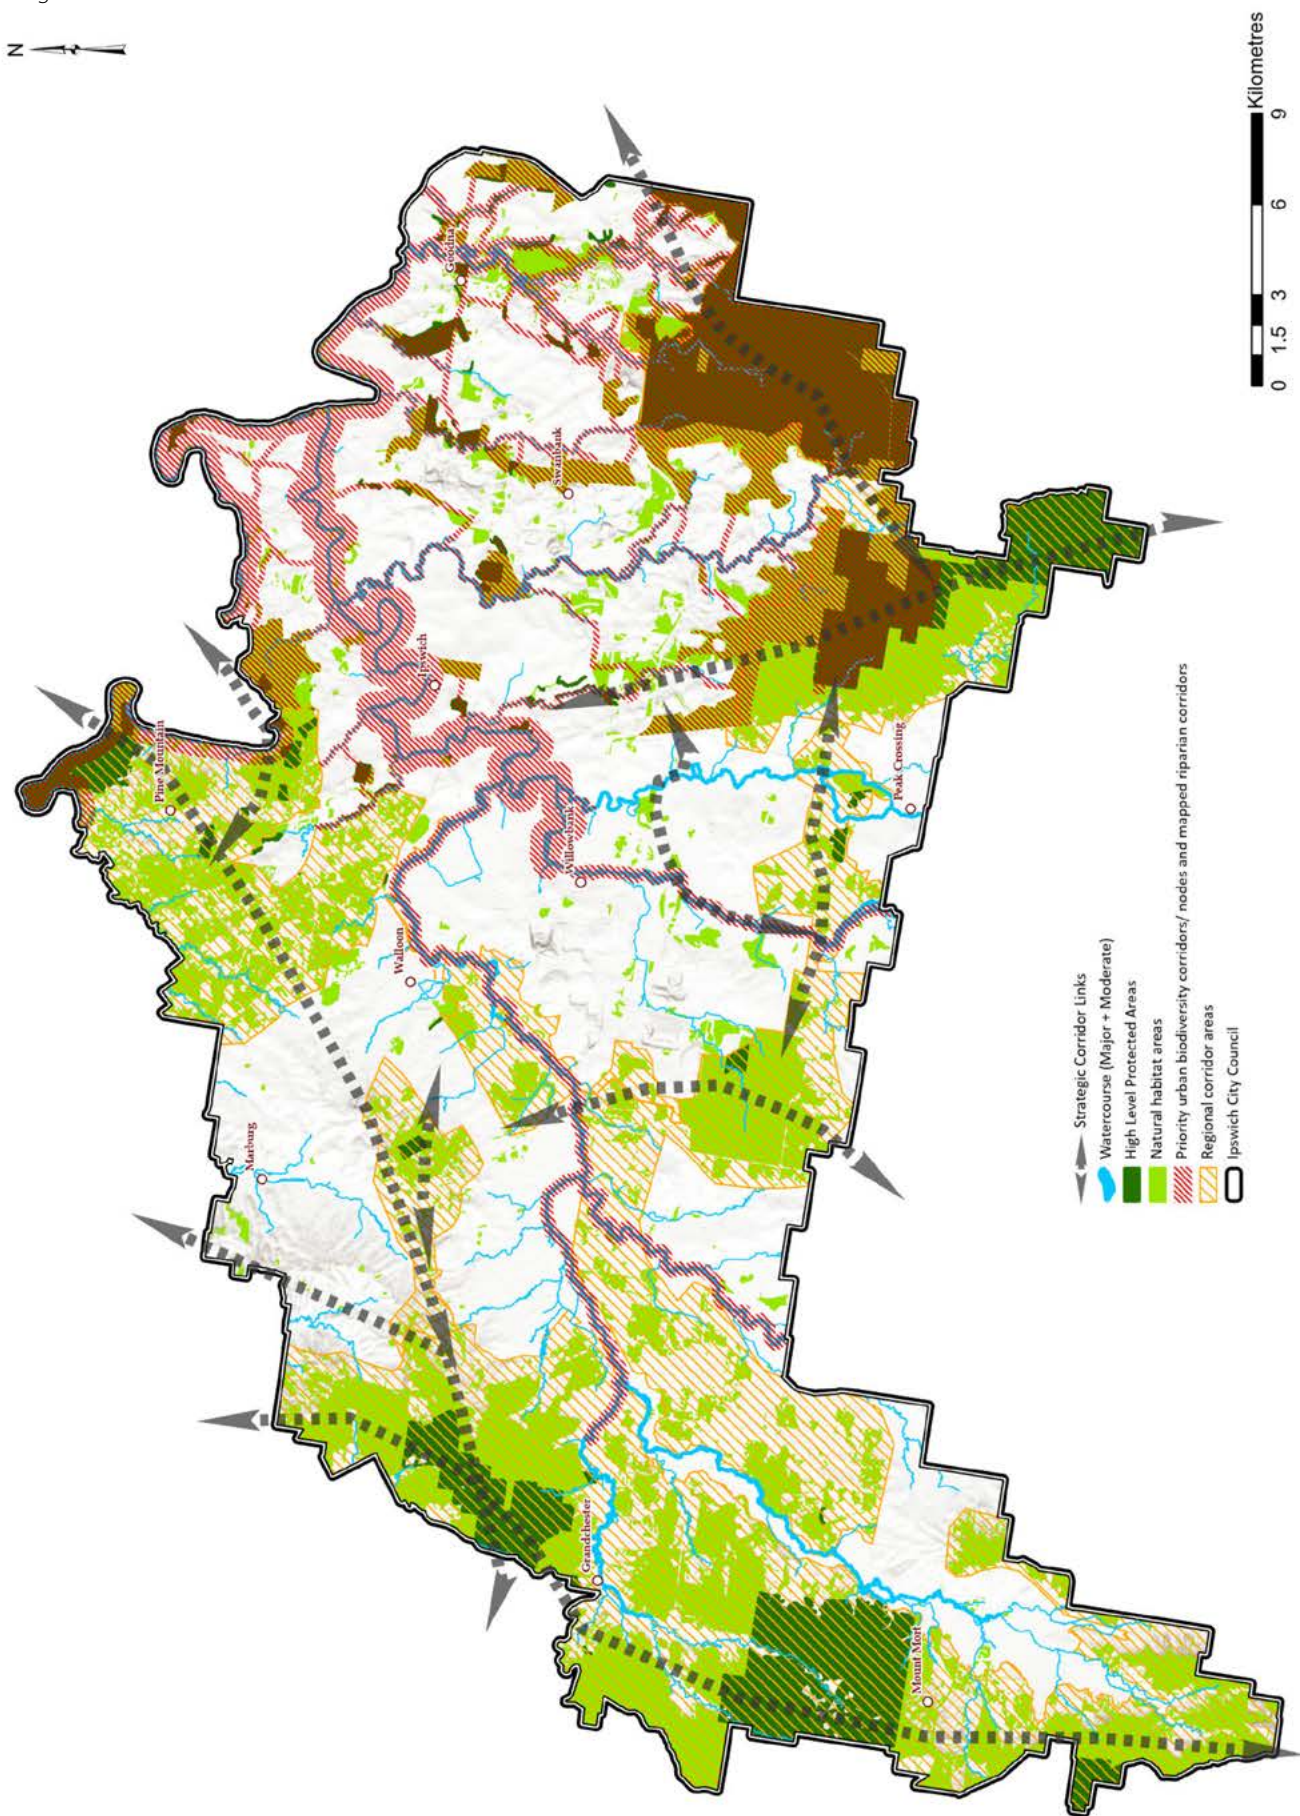 N
Pine Mountain
Goodna
Marburg
Walloon
Ipswich
Swanbank
Willowbank
Grandchester
Peak Crossing
Mount Mort
Strategic Corridor Links
Watercourse (Major + Moderate)
High Level Protected Areas
Natural habitat areas
Priority urban biodiversity corridors/ nodes and mapped riparian corridors
Regional corridor areas
Ipswich City Council
0 1.5 3 6 9
Kilometres